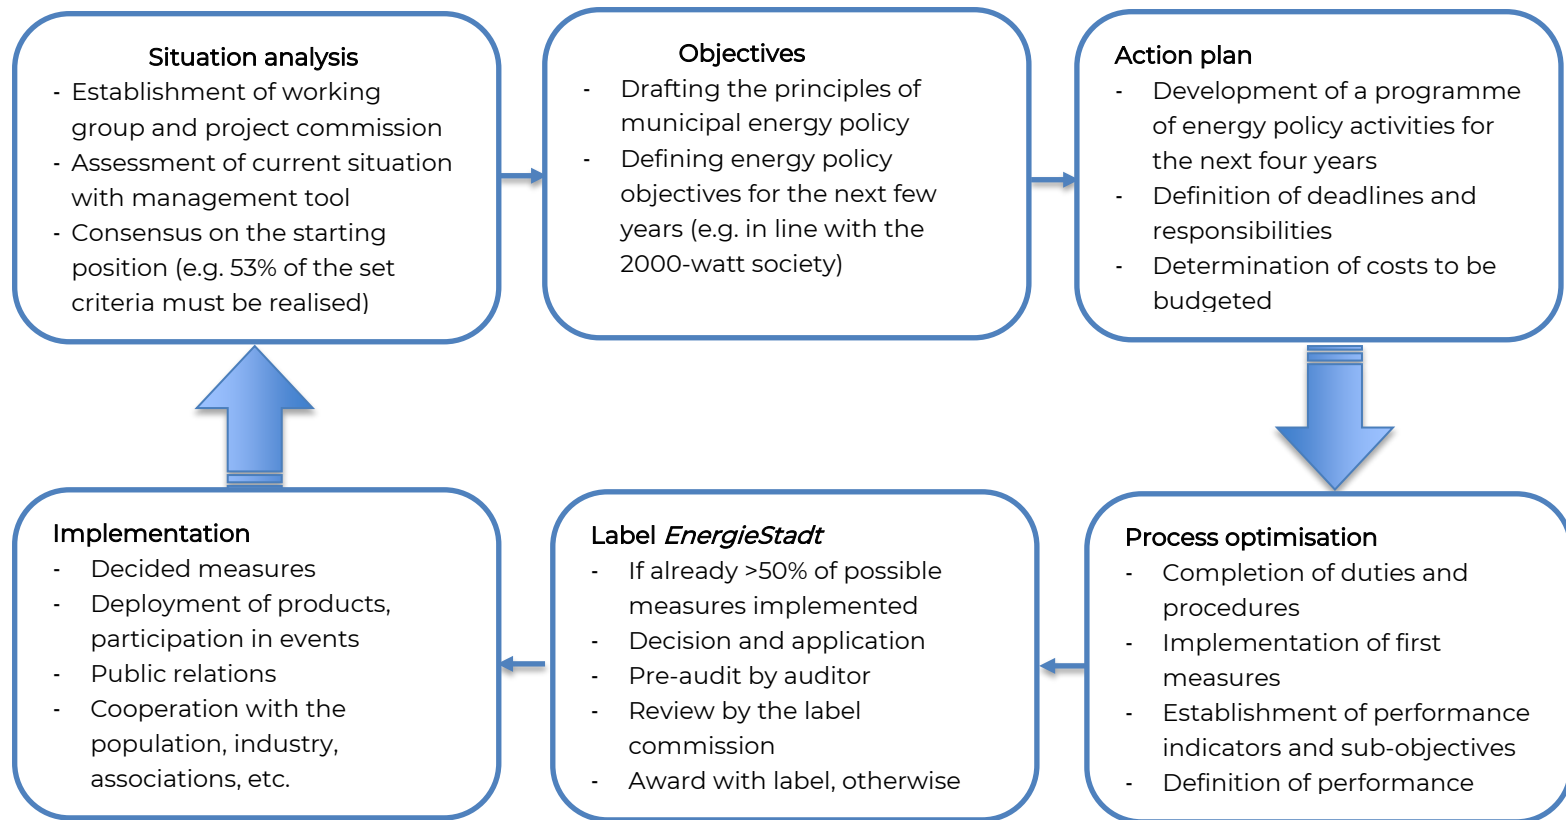 Situation analysis
- Establishment of working
group and project commission
- Assessment of current situation
with management tool
- Consensus on the starting
position (e.g. 53% of the set
criteria must be realised)
Objectives
- Drafting the principles of
municipal energy policy
- Defining energy policy
objectives for the next few
years (e.g. in line with the
2000-watt society)
Action plan
- Development of a programme
of energy policy activities for
the next four years
- Definition of deadlines and
responsibilities
- Determination of costs to be
budgeted
Process optimisation
- Completion of duties and
procedures
- Implementation of first
measures
- Establishment of performance
indicators and sub-objectives
- Definition of performance
Label EnergieStadt
- If already >50% of possible
measures implemented
- Decision and application
- Pre-audit by auditor
- Review by the label
commission
- Award with label, otherwise
Implementation
- Decided measures
- Deployment of products,
participation in events
- Public relations
- Cooperation with the
population, industry,
associations, etc.